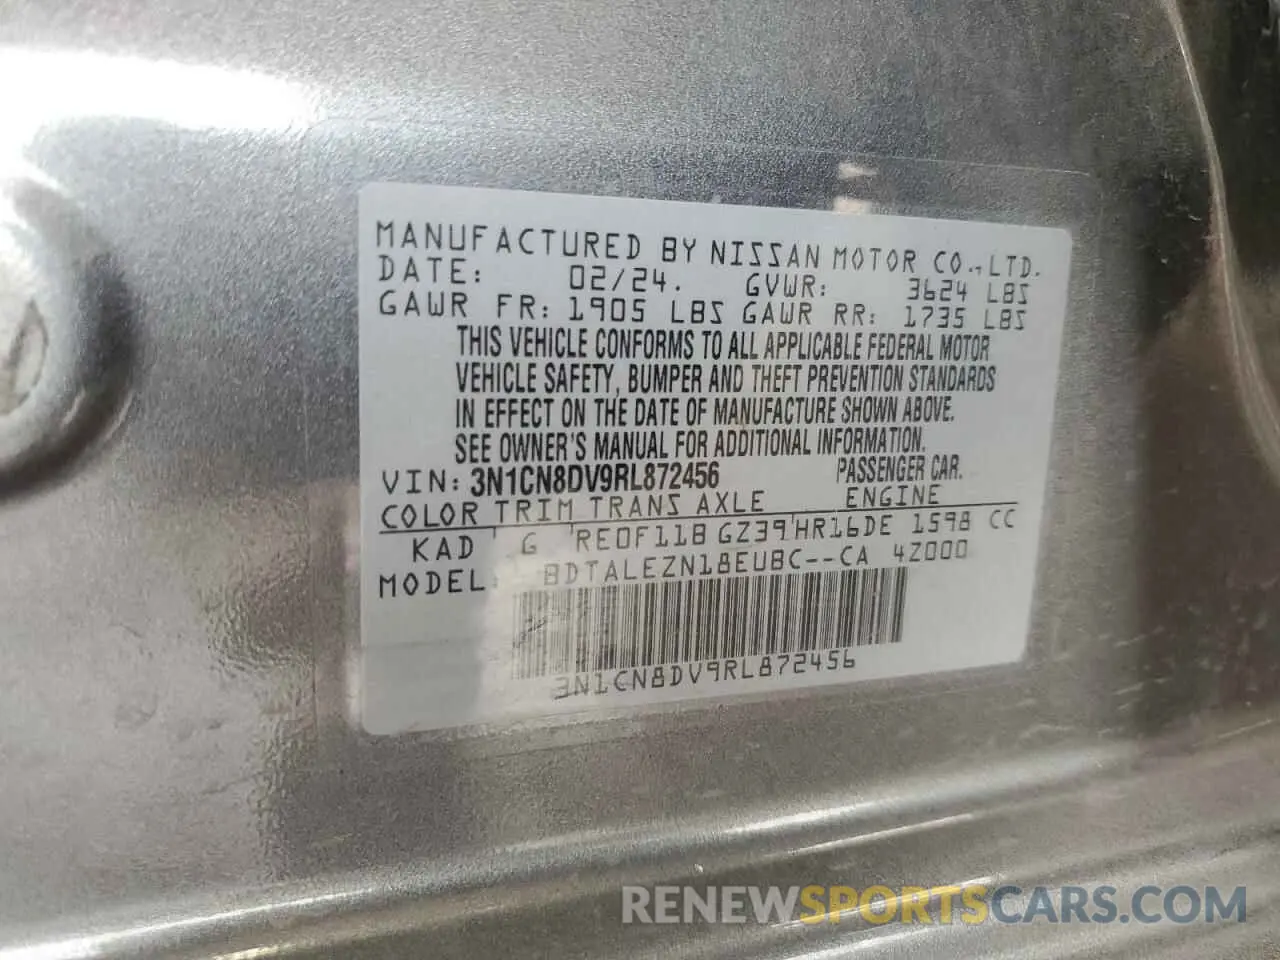 MANUFACTURED BY NISSAN MOTOR CO.,LTD.
DATE: 02/24. GVWR: 3624 LBS
GAWR FR: 1905 LBS GAWR RR: 1735 LBS
THIS VEHICLE CONFORMS TO ALL APPLICABLE FEDERAL MOTOR
VEHICLE SAFETY, BUMPER AND THEFT PREVENTION STANDARDS
IN EFFECT ON THE DATE OF MANUFACTURE SHOWN ABOVE.
SEE OWNER'S MANUAL FOR ADDITIONAL INFORMATION.
VIN: 3N1CN8DV9RL872456 PASSENGER CAR.
COLOR TRIM TRANS AXLE ENGINE
KAD G RE0F11B GZ39 HR16DE 1598 CC
MODEL: BDTALEZN18EUBC--CA 4Z000
3N1CN8DV9RL872456
RENEWSPORTSCARS.COM